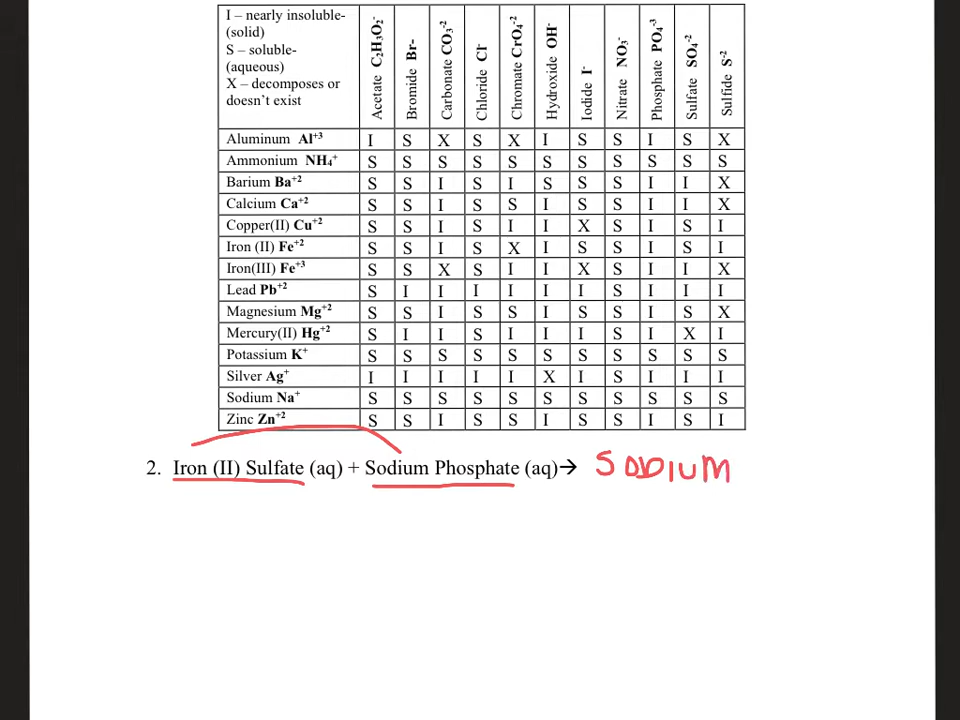 I – nearly insoluble- (solid) S – soluble- (aqueous) X – decomposes or doesn't exist Acetate C₂H₃O₂⁻ Bromide Br- Carbonate CO₃⁻² Chloride Cl⁻ Chromate CrO₄⁻² Hydroxide OH⁻ Iodide I⁻ Nitrate NO₃⁻ Phosphate PO₄⁻³ Sulfate SO₄⁻² Sulfide S⁻²
Aluminum Al⁺³ I S X S X I S S I S X
Ammonium NH₄⁺ S S S S S S S S S S S
Barium Ba⁺² S S I S I S S S I I X
Calcium Ca⁺² S S I S S I S S I I X
Copper(II) Cu⁺² S S I S I I X S I S I
Iron (II) Fe⁺² S S I S X I S S I S I
Iron(III) Fe⁺³ S S X S I I X S I I X
Lead Pb⁺² S I I I I I I S I I I
Magnesium Mg⁺² S S I S S I S S I S X
Mercury(II) Hg⁺² S I I S I I I S I X I
Potassium K⁺ S S S S S S S S S S S
Silver Ag⁺ I I I I I X I S I I I
Sodium Na⁺ S S S S S S S S S S S
Zinc Zn⁺² S S I S S I S S I S I
2. Iron (II) Sulfate (aq) + Sodium Phosphate (aq)→ SODIUM